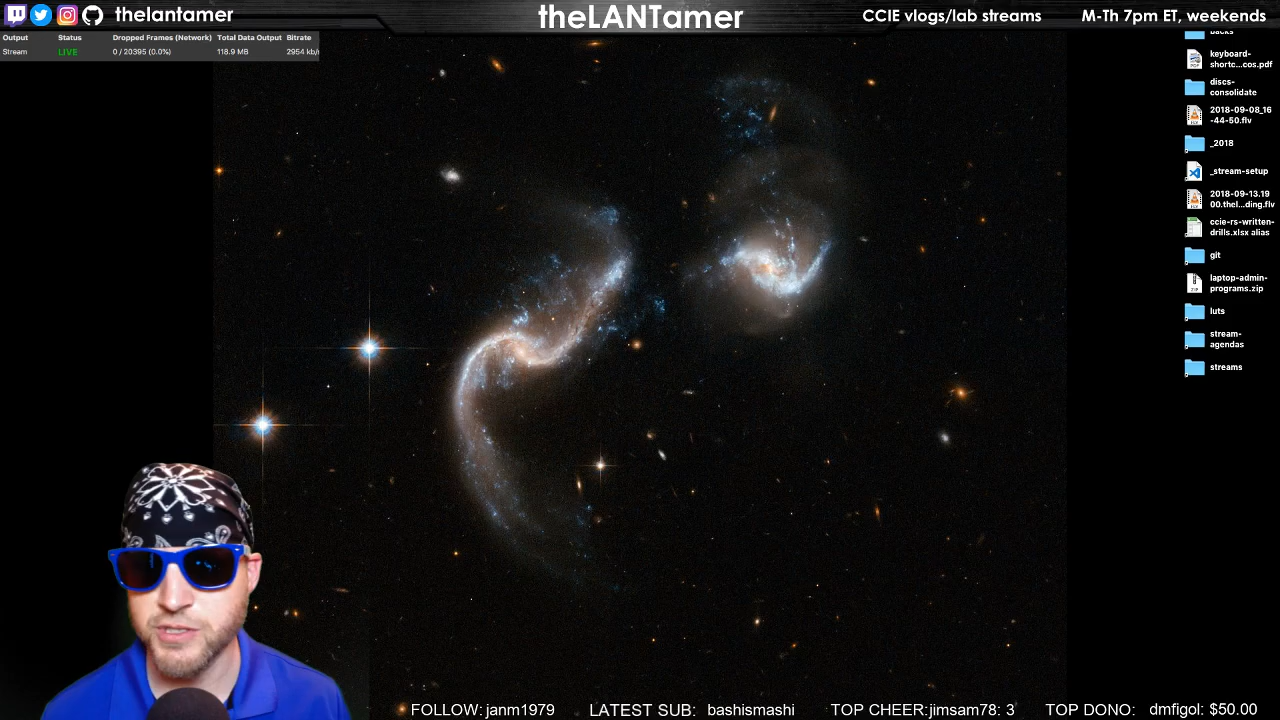 thelantamer
theLANTamer
CCIE vlogs/lab streams
M-Th 7pm ET, weekends
Output Status Dropped Frames (Network) Total Data Output Bitrate
Stream LIVE 0 / 20395 (0.0%) 118.9 MB 2954 kb/s
keyboard-
shortc...cos.pdf
discs-
consolidate
2018-09-08_16
-44-50.flv
_2018
_stream-setup
2018-09-13.19
00.thel...ding.flv
ccie-rs-written-
drills.xlsx alias
git
laptop-admin-
programs.zip
luts
stream-
agendas
streams
FOLLOW: janm1979
LATEST SUB: bashismashi
TOP CHEER: jimsam78: 3
TOP DONO: dmfigol: $50.00